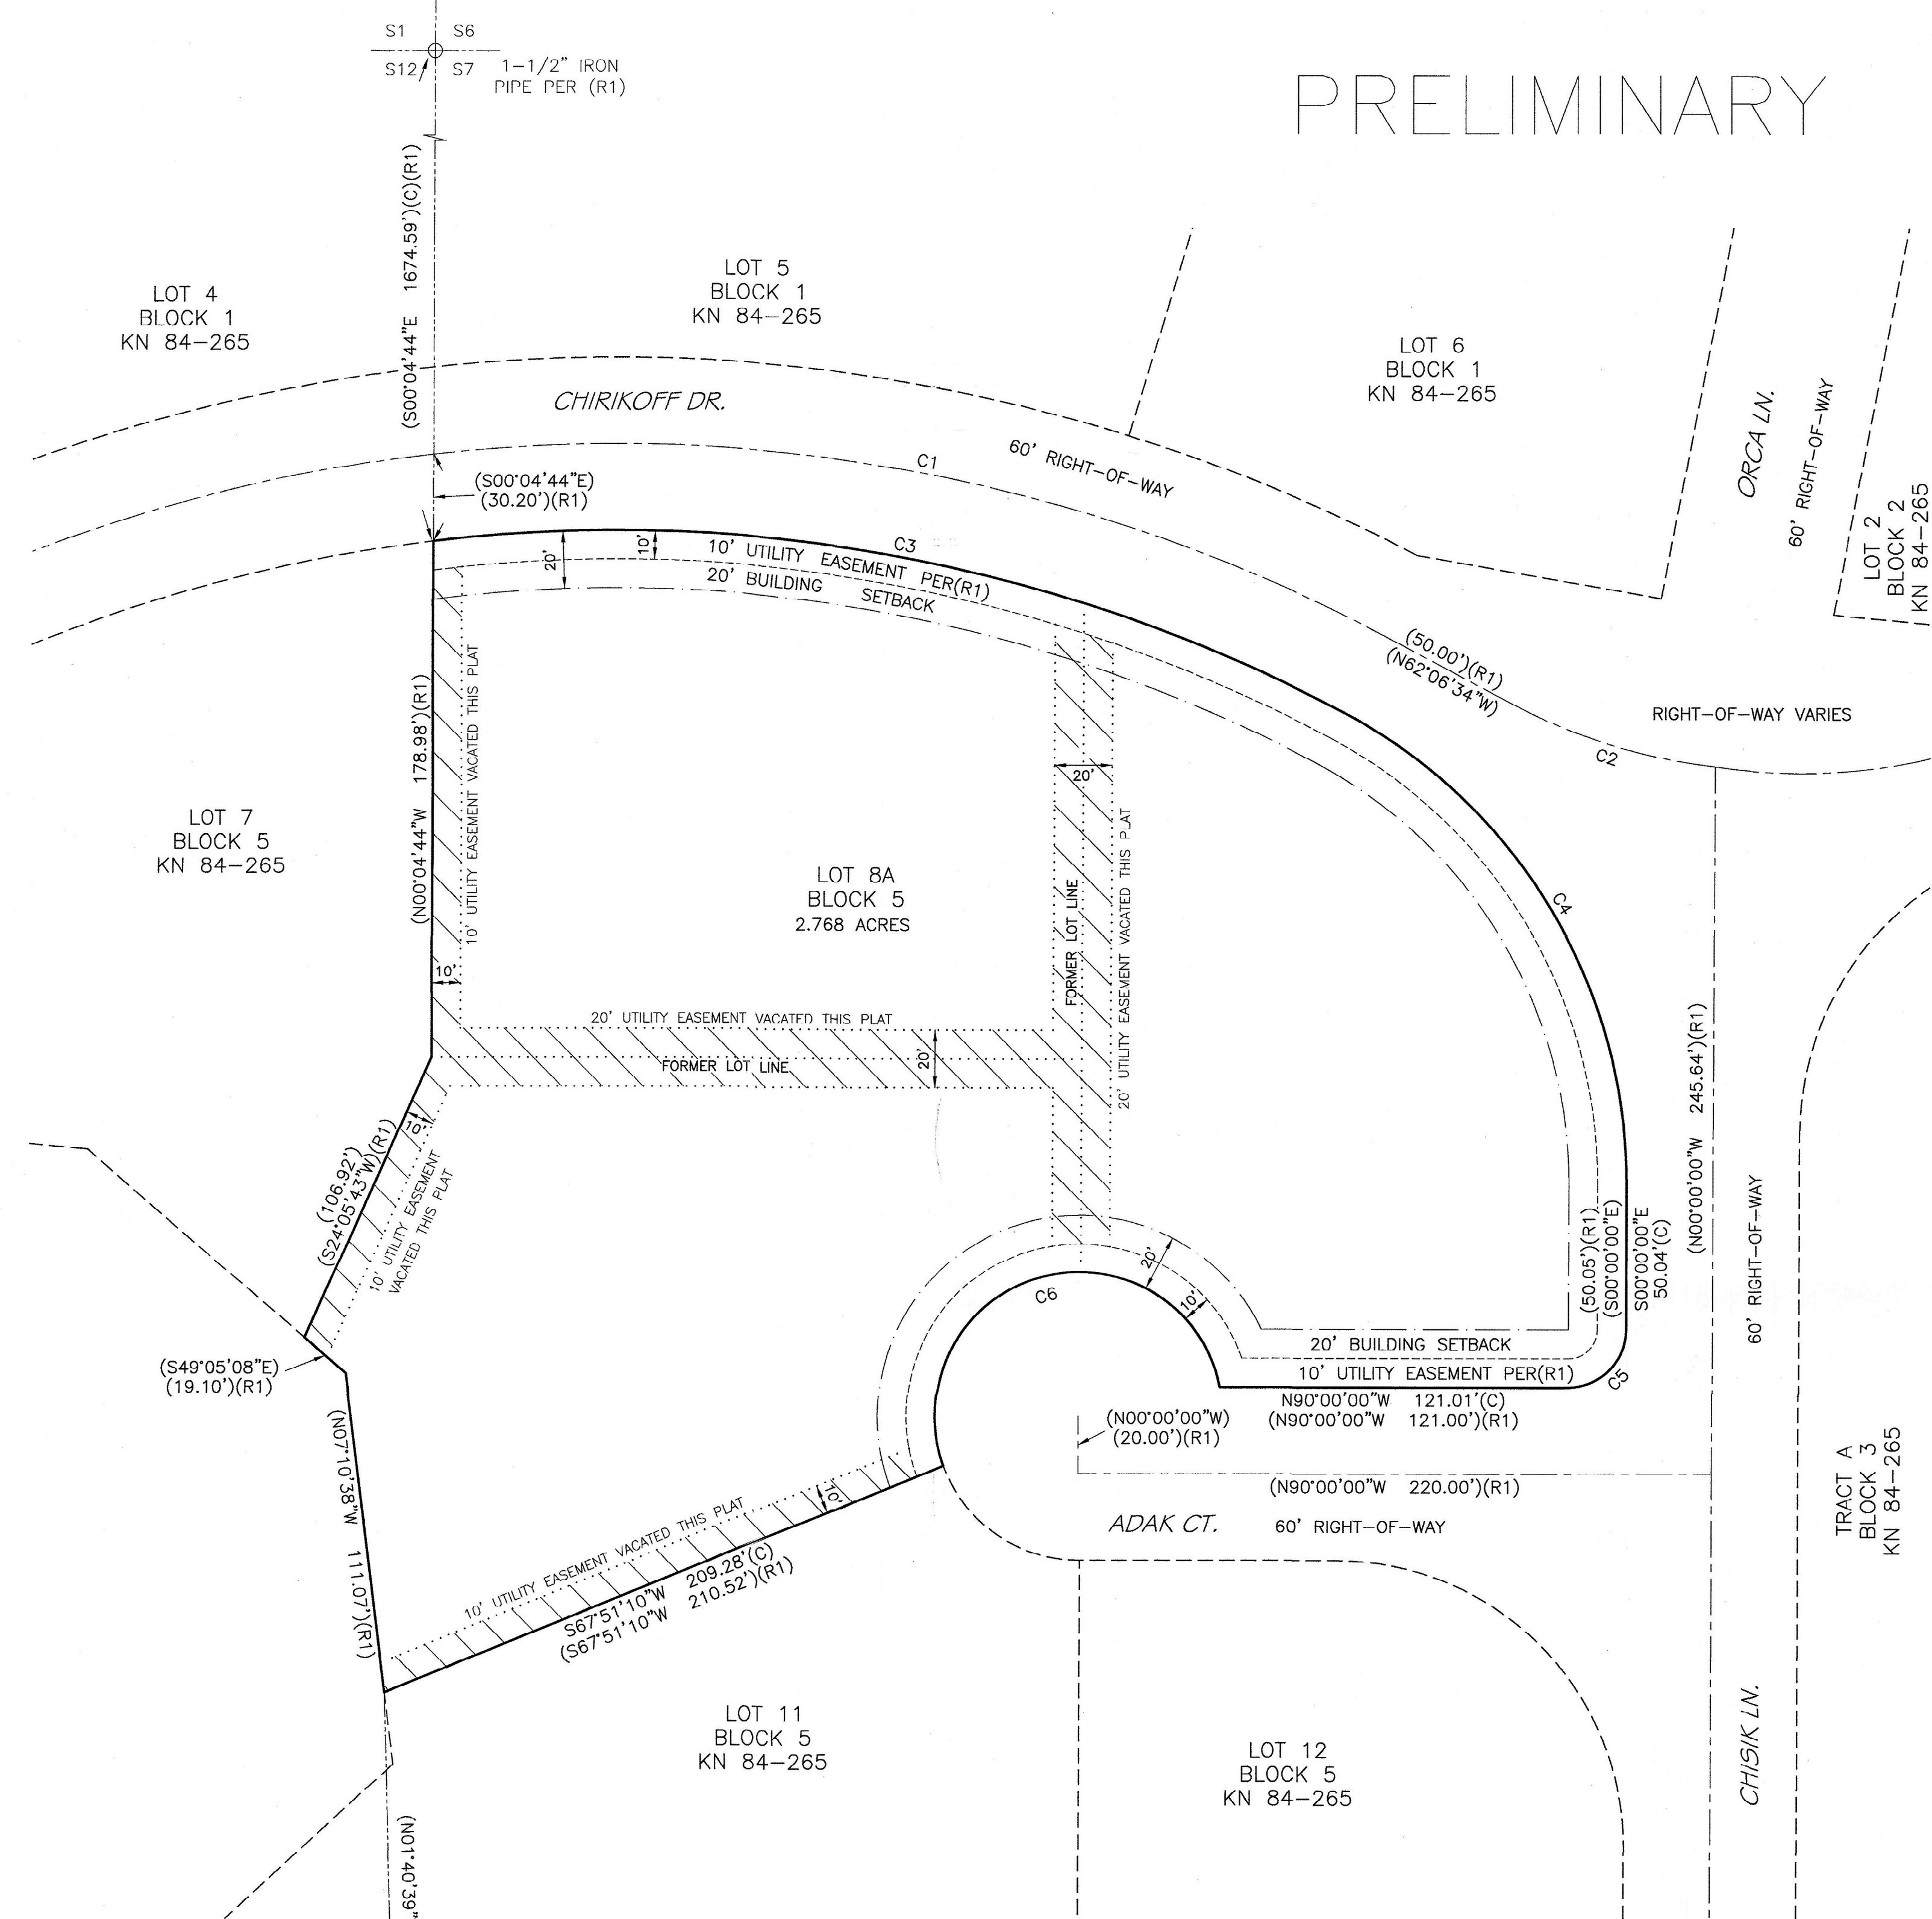 S1 S6
S12 S7
1-1/2" IRON
PIPE PER (R1)
PRELIMINARY
(S00°04'44"E 1674.59')(C)(R1)
LOT 4
BLOCK 1
KN 84-265
LOT 5
BLOCK 1
KN 84-265
LOT 6
BLOCK 1
KN 84-265
CHIRIKOFF DR.
C1
60' RIGHT-OF-WAY
ORCA LN.
60' RIGHT-OF-WAY
LOT 2
BLOCK 2
KN 84-265
(S00°04'44"E)
(30.20')(R1)
C3
20'
10'
10' UTILITY EASEMENT PER(R1)
20' BUILDING SETBACK
(50.00')(R1)
(N62°06'34"W)
RIGHT-OF-WAY VARIES
C2
(N00°04'44"W 178.98')(R1)
10' UTILITY EASEMENT VACATED THIS PLAT
20'
LOT 7
BLOCK 5
KN 84-265
LOT 8A
BLOCK 5
2.768 ACRES
FORMER LOT LINE
20' UTILITY EASEMENT VACATED THIS PLAT
C4
10'
20' UTILITY EASEMENT VACATED THIS PLAT
FORMER LOT LINE
20'
(N00°00'00"W 245.64')(R1)
(106.92')
(S24°05'43"W)(R1)
10'
10' UTILITY EASEMENT
VACATED THIS PLAT
(50.05')(R1)
(S00°00'00"E)
S00°00'00"E
50.04'(C)
60' RIGHT-OF-WAY
20'
10'
C6
20' BUILDING SETBACK
10' UTILITY EASEMENT PER(R1)
C5
(S49°05'08"E)
(19.10')(R1)
N90°00'00"W 121.01'(C)
(N90°00'00"W 121.00')(R1)
(N00°00'00"W)
(20.00')(R1)
(N07°10'38"W 111.07')(R1)
(N90°00'00"W 220.00')(R1)
ADAK CT.
60' RIGHT-OF-WAY
TRACT A
BLOCK 3
KN 84-265
10'
10' UTILITY EASEMENT VACATED THIS PLAT
S67°51'10"W 209.28'(C)
(S67°51'10"W 210.52')(R1)
LOT 11
BLOCK 5
KN 84-265
LOT 12
BLOCK 5
KN 84-265
CHISIK LN.
(N01°40'39"